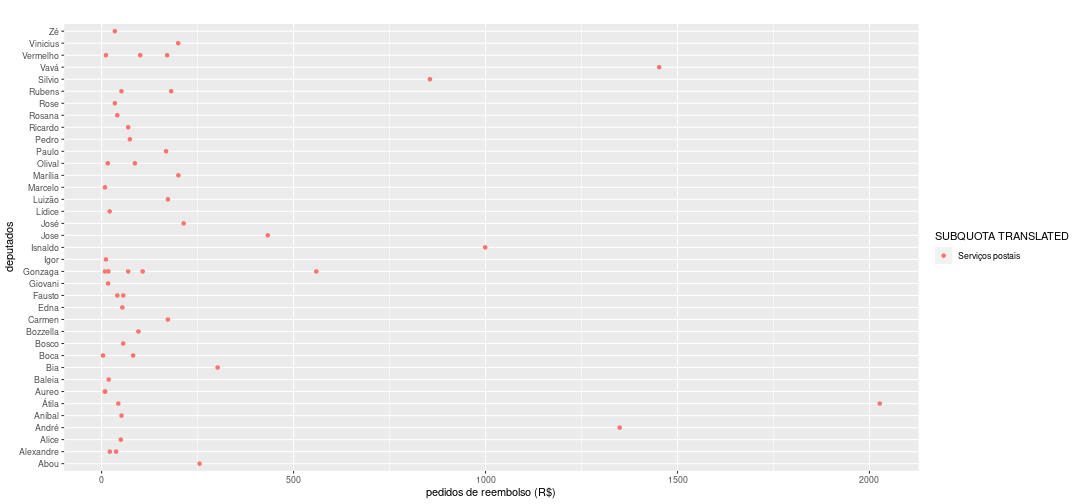 Zé
Vinicius
Vermelho
Vavá
Silvio
Rubens
Rose
Rosana
Ricardo
Pedro
Paulo
Olival
Marília
Marcelo
Luizão
Lídice
José
Jose
Isnaldo
Igor
Gonzaga
Giovani
Fausto
Edna
Carmen
Bozzella
Bosco
Boca
Bia
Baleia
Aureo
Átila
Aníbal
André
Alice
Alexandre
Abou
deputados
0 500 1000 1500 2000
pedidos de reembolso (R$)
SUBQUOTA TRANSLATED
Serviços postais